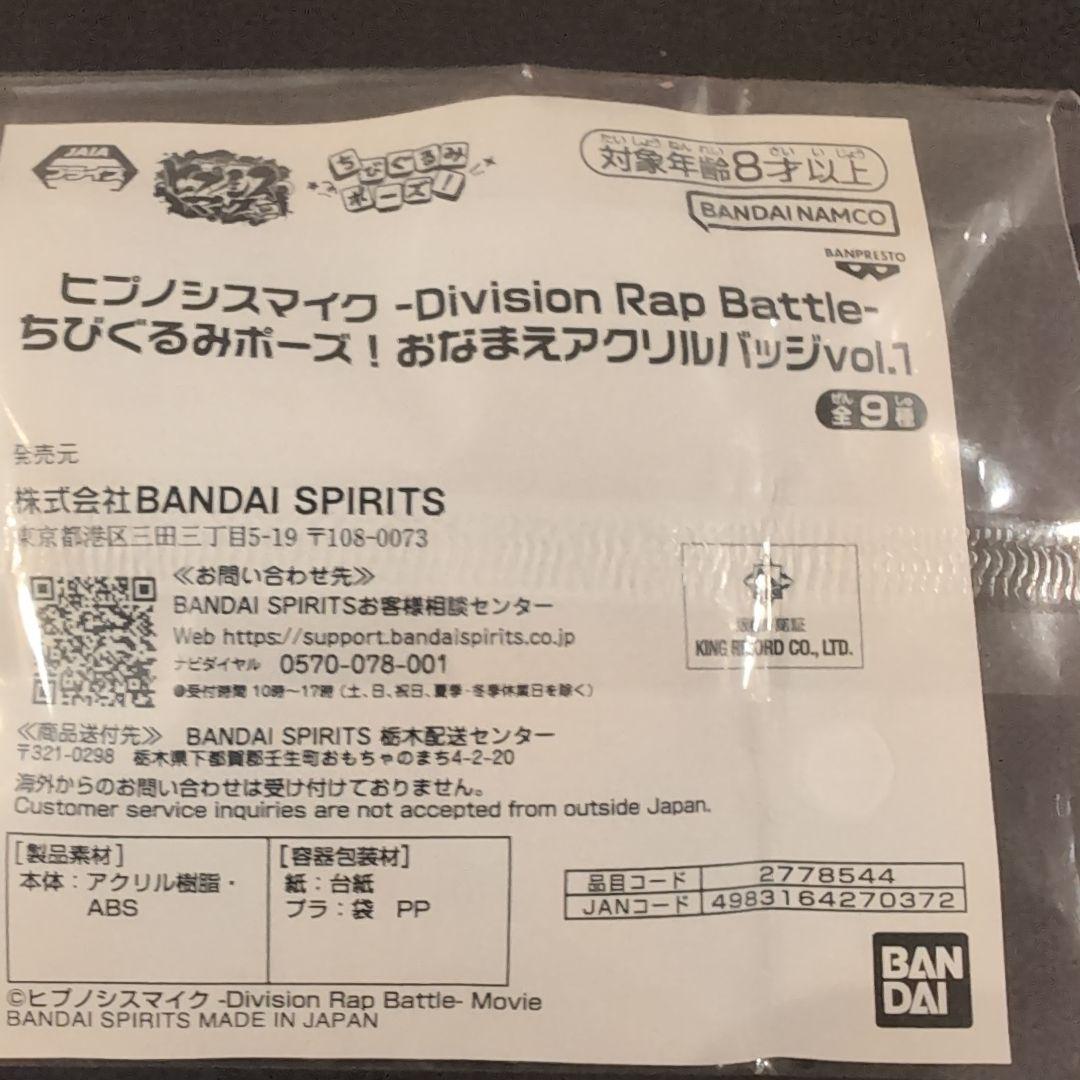 JAIA
プライズ
ヒプノシスマイク
ちびぐるみ
ポーズ!
たいしょうねんれい さい いじょう
対象年齢8才以上
BANDAI NAMCO
BANPRESTO
ヒプノシスマイク -Division Rap Battle-
ちびぐるみポーズ！おなまえアクリルバッジvol.1
ぜん しゅ
全9種
発売元
株式会社BANDAI SPIRITS
東京都港区三田三丁目5-19 〒108-0073
≪お問い合わせ先≫
BANDAI SPIRITSお客様相談センター
Web https://support.bandaispirits.co.jp
ナビダイヤル 0570-078-001
●受付時間 10時〜17時（土、日、祝日、夏季・冬季休業日を除く）
KING RECORD CO., LTD.
≪商品送付先≫ BANDAI SPIRITS 栃木配送センター
〒321-0298 栃木県下都賀郡壬生町おもちゃのまち4-2-20
海外からのお問い合わせは受け付けておりません。
Customer service inquiries are not accepted from outside Japan.
[製品素材]
本体：アクリル樹脂・
ABS
[容器包装材]
紙：台紙
プラ：袋 PP
品目コード 2778544
JANコード 4983164270372
BAN
DAI
©ヒプノシスマイク -Division Rap Battle- Movie
BANDAI SPIRITS MADE IN JAPAN